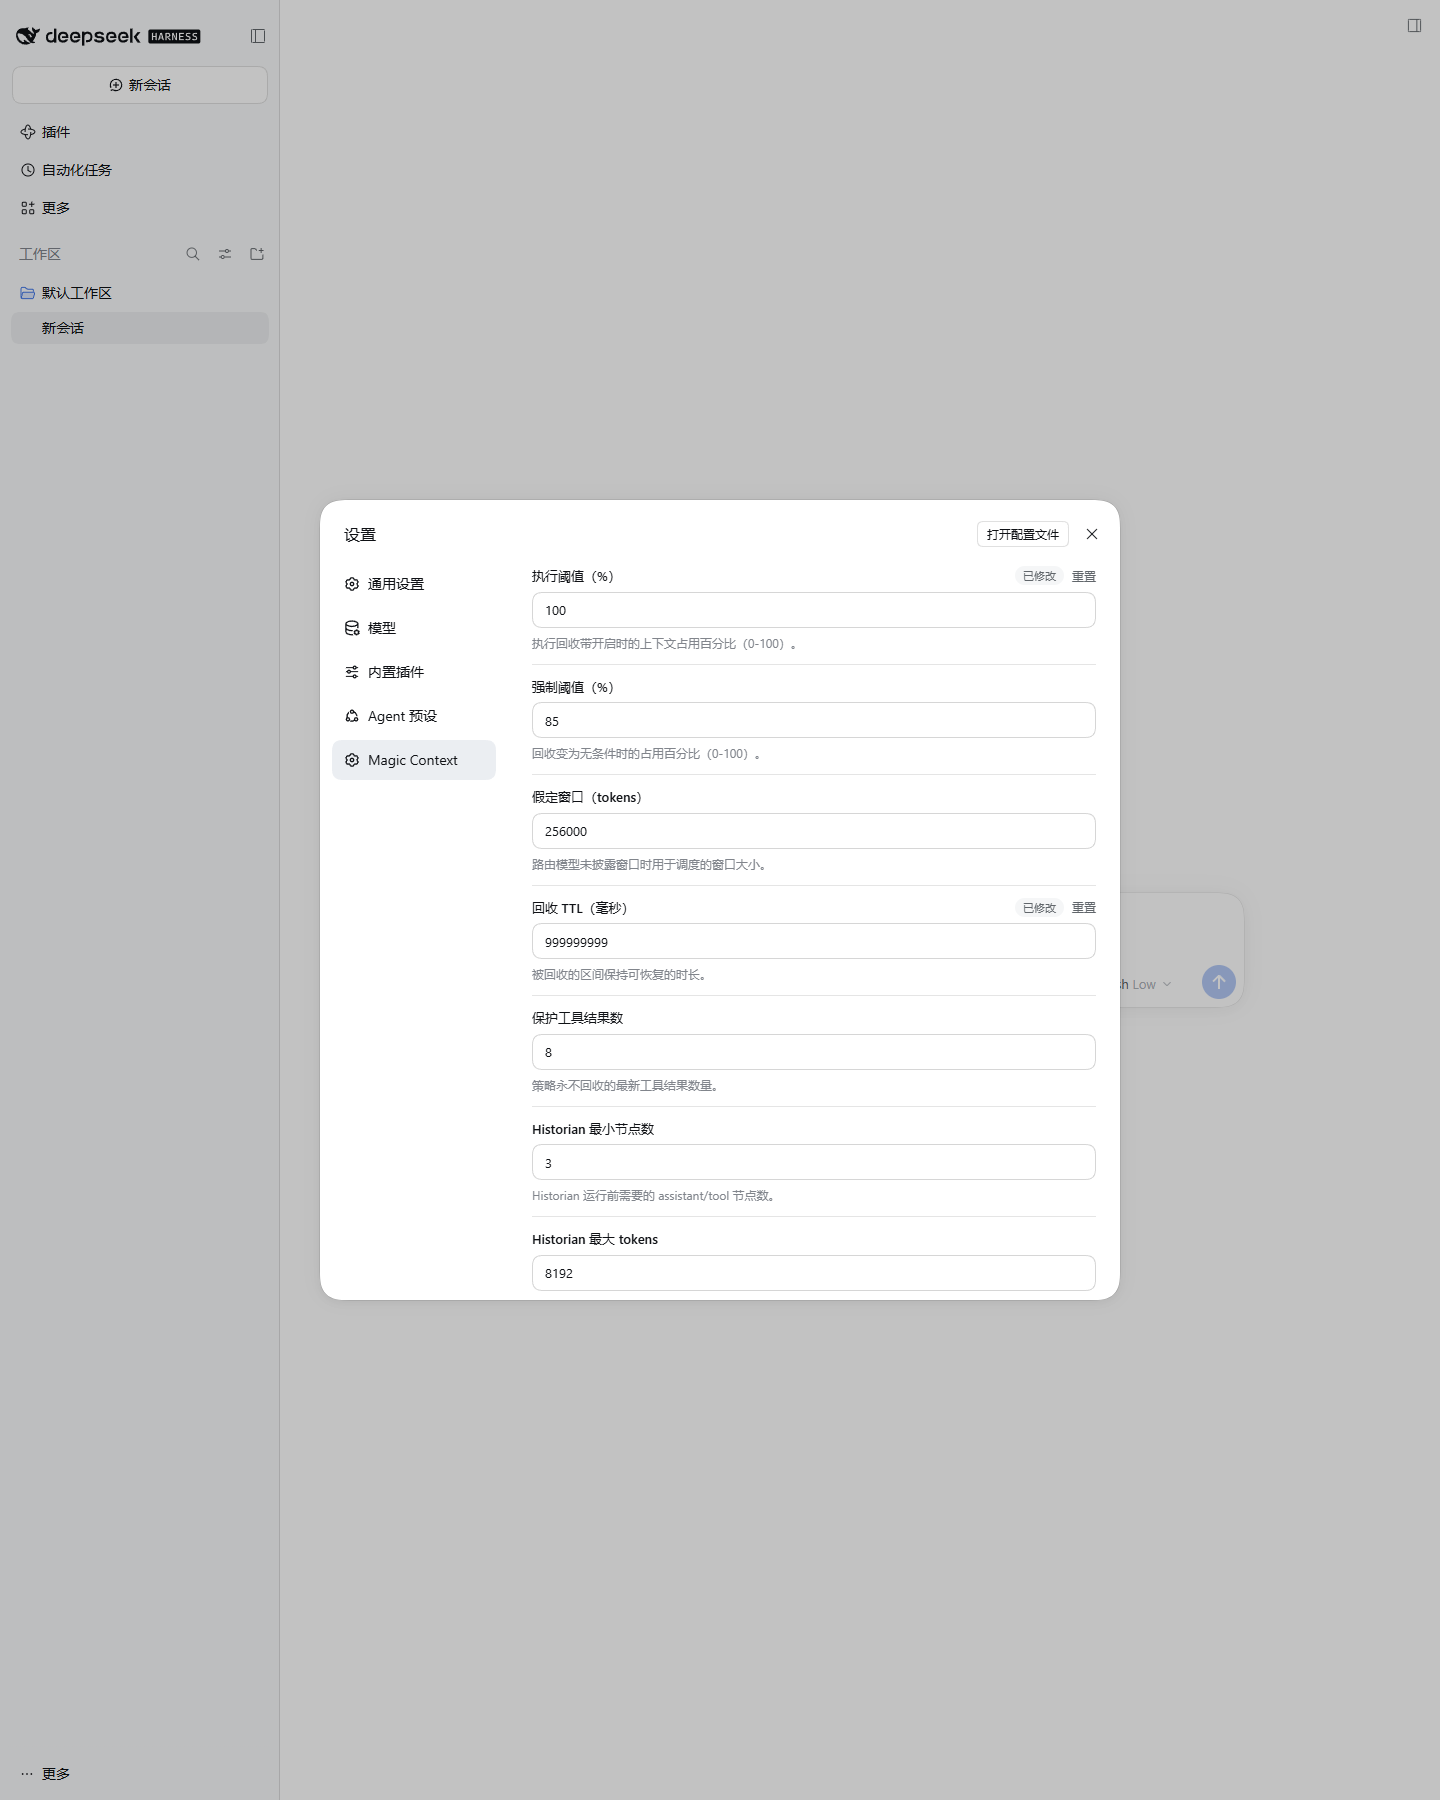 deepseek HARNESS
新会话
插件
自动化任务
更多
工作区
默认工作区
新会话
设置
打开配置文件
通用设置
模型
内置插件
Agent 预设
Magic Context
执行阈值（%）
已修改 重置
100
执行回收带开启时的上下文占用百分比（0-100）。
强制阈值（%）
85
回收变为无条件时的占用百分比（0-100）。
假定窗口（tokens）
256000
路由模型未披露窗口时用于调度的窗口大小。
回收 TTL（毫秒）
已修改 重置
999999999
被回收的区间保持可恢复的时长。
保护工具结果数
8
策略永不回收的最新工具结果数量。
Historian 最小节点数
3
Historian 运行前需要的 assistant/tool 节点数。
Historian 最大 tokens
8192
Low
更多